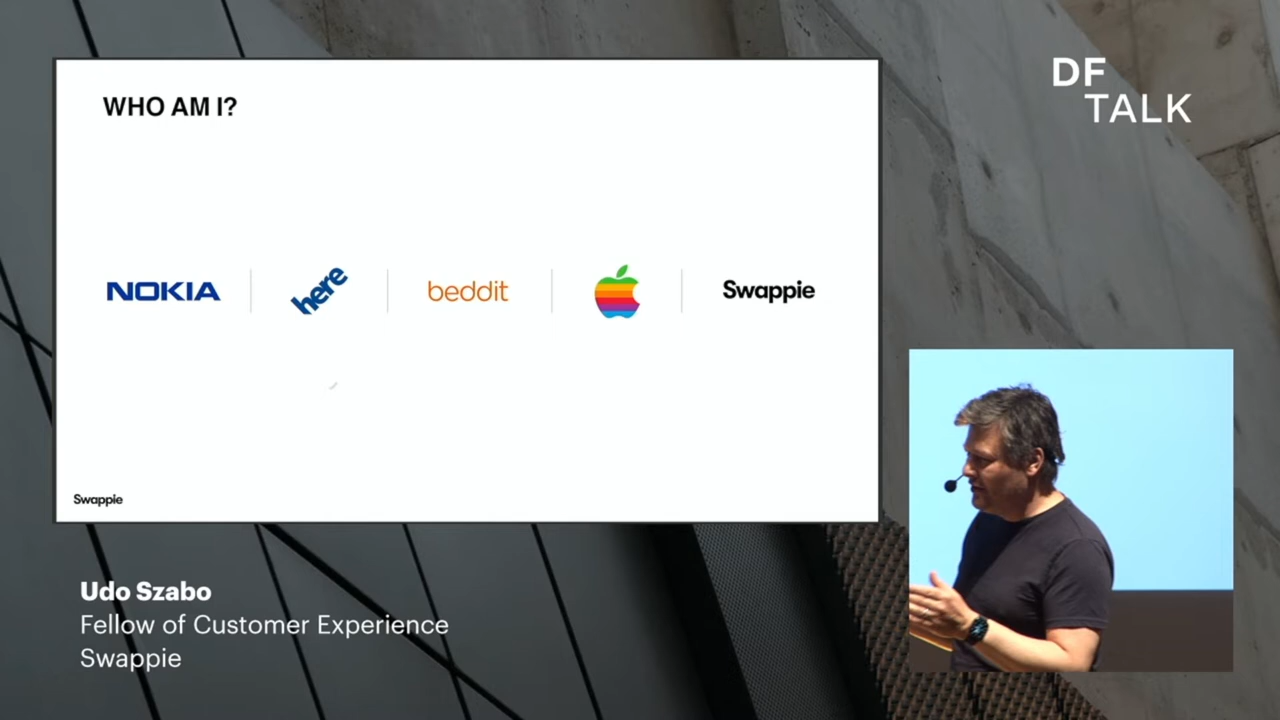 DF
TALK
WHO AM I?
NOKIA
here
beddit
Swappie
Swappie
Udo Szabo
Fellow of Customer Experience
Swappie